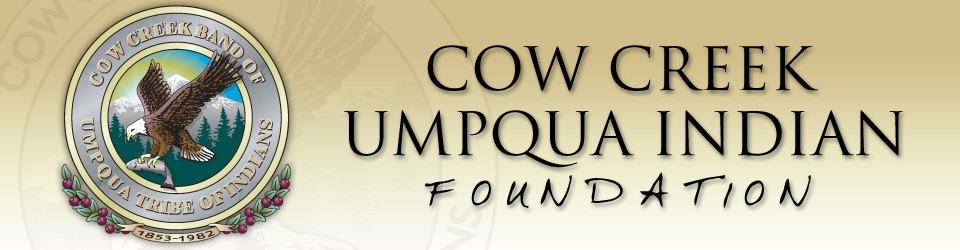 COW CREEK BAND OF
UMPQUA TRIBE OF INDIANS
1853-1982
COW CREEK
UMPQUA INDIAN
FOUNDATION